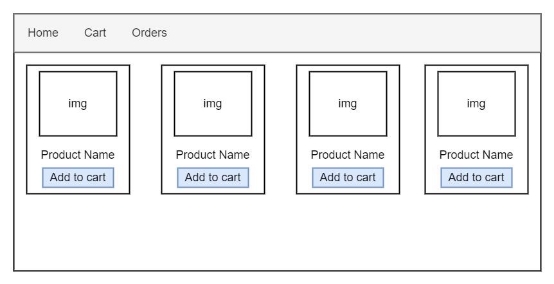 Home Cart Orders
img img img img
Product Name Product Name Product Name Product Name
Add to cart Add to cart Add to cart Add to cart